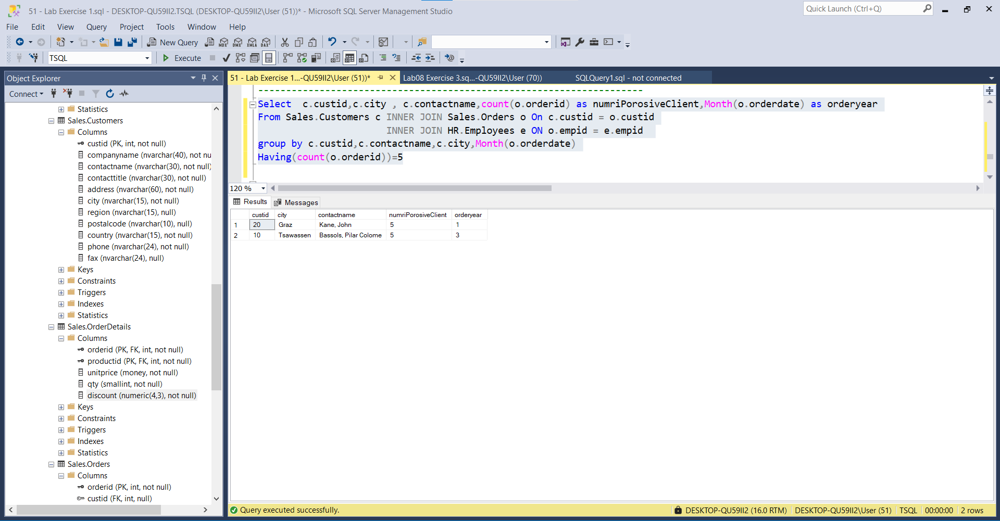 51 - Lab Exercise 1.sql - DESKTOP-QU59II2.TSQL (DESKTOP-QU59II2\User (51))* - Microsoft SQL Server Management Studio
Quick Launch (Ctrl+Q)
File Edit View Query Project Tools Window Help
New Query MDX DMX XMLA DAX
TSQL Execute
Object Explorer
51 - Lab Exercise 1...-QU59II2\User (51))* Lab08 Exercise 3.sq...-QU59II2\User (70)) SQLQuery1.sql - not connected
Connect
Statistics
Sales.Customers
Columns
custid (PK, int, not null)
companyname (nvarchar(40), not nu
contactname (nvarchar(30), not null)
contacttitle (nvarchar(30), not null)
address (nvarchar(60), not null)
city (nvarchar(15), not null)
region (nvarchar(15), null)
postalcode (nvarchar(10), null)
country (nvarchar(15), not null)
phone (nvarchar(24), not null)
fax (nvarchar(24), null)
Keys
Constraints
Triggers
Indexes
Statistics
Sales.OrderDetails
Columns
orderid (PK, FK, int, not null)
productid (PK, FK, int, not null)
unitprice (money, not null)
qty (smallint, not null)
discount (numeric(4,3), not null)
Keys
Constraints
Triggers
Indexes
Statistics
Sales.Orders
Columns
orderid (PK, int, not null)
custid (FK, int, null)
----------------------------------------------------------------------
Select  c.custid,c.city , c.contactname,count(o.orderid) as numriPorosiveClient,Month(o.orderdate) as orderyear
From Sales.Customers c INNER JOIN Sales.Orders o On c.custid = o.custid
INNER JOIN HR.Employees e ON o.empid = e.empid
group by c.custid,c.contactname,c.city,Month(o.orderdate)
Having(count(o.orderid))=5
120 %
Results Messages
custid city contactname numriPorosiveClient orderyear
1 20 Graz Kane, John 5 1
2 10 Tsawassen Bassols, Pilar Colome 5 3
Query executed successfully. DESKTOP-QU59II2 (16.0 RTM) DESKTOP-QU59II2\User (51) TSQL 00:00:00 2 rows